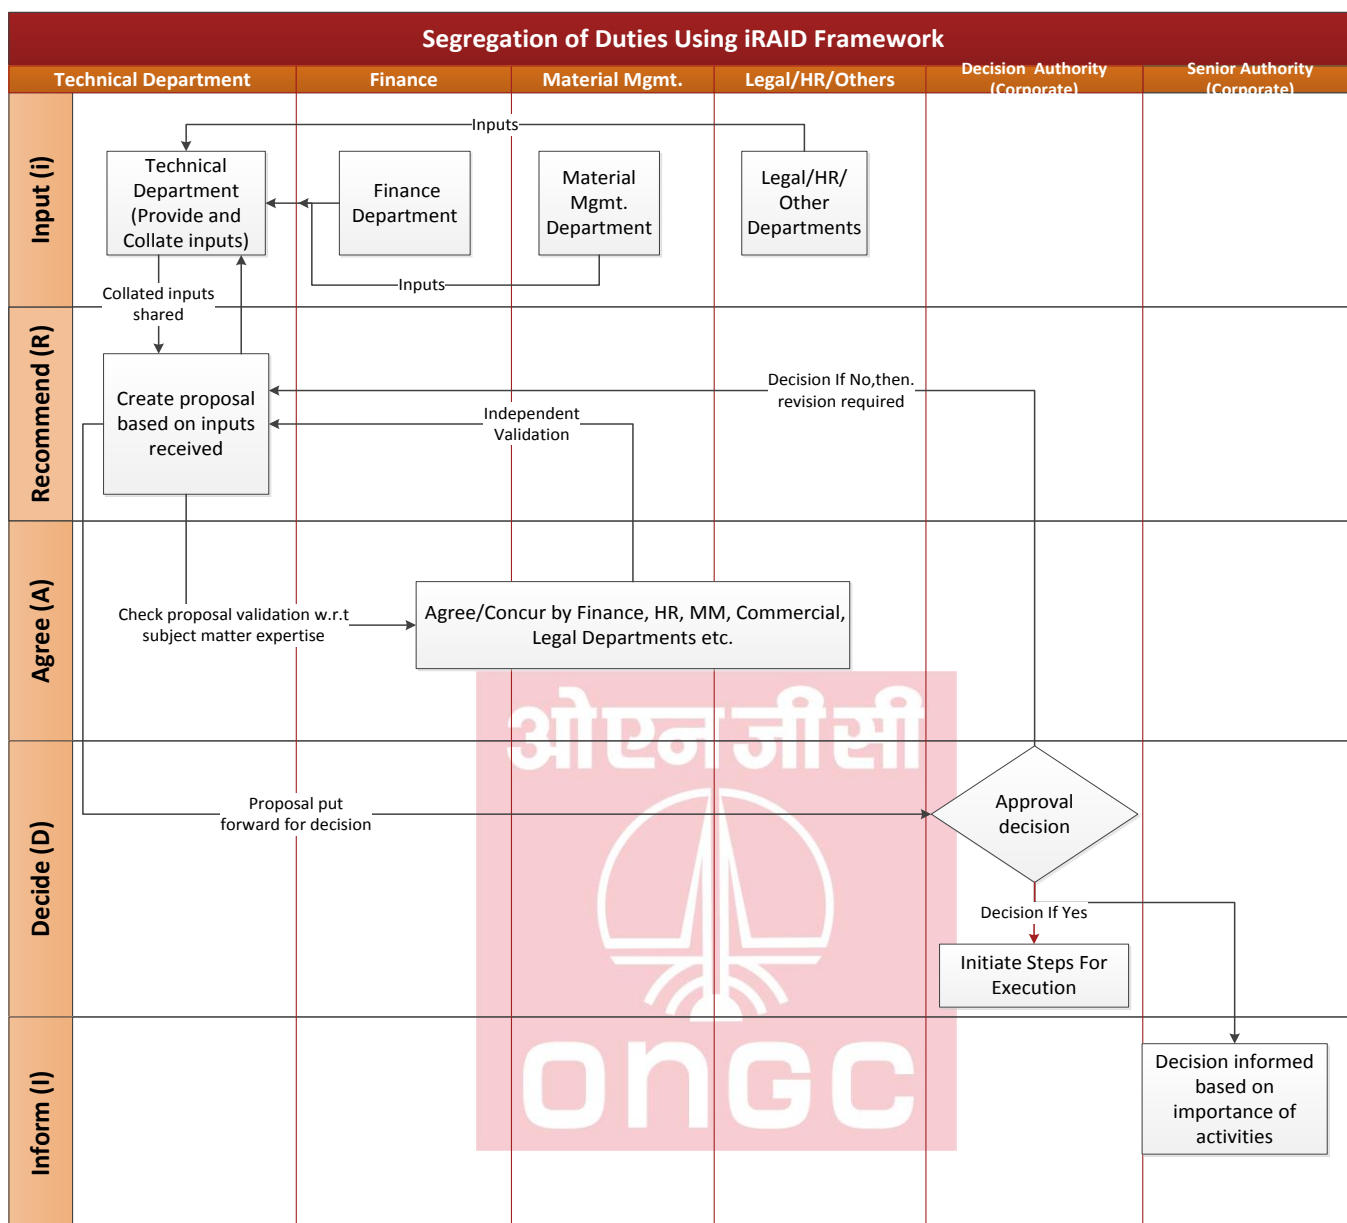 Segregation of Duties Using iRAID Framework
Technical Department
Finance
Material Mgmt.
Legal/HR/Others
Decision Authority
(Corporate)
Senior Authority
(Corporate)
Input (i)
Inputs
Technical
Department
(Provide and
Collate inputs)
Finance
Department
Material
Mgmt.
Department
Legal/HR/
Other
Departments
Inputs
Collated inputs
shared
Recommend (R)
Create proposal
based on inputs
received
Decision If No,then.
revision required
Independent
Validation
Agree (A)
Check proposal validation w.r.t
subject matter expertise
Agree/Concur by Finance, HR, MM, Commercial,
Legal Departments etc.
ओएनजीसी
Decide (D)
Proposal put
forward for decision
Approval
decision
Decision If Yes
Initiate Steps For
Execution
Inform (I)
ONGC
Decision informed
based on
importance of
activities